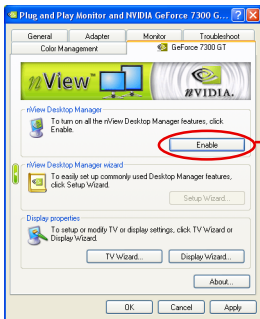 Plug and Play Monitor and NVIDIA GeForce 7300 G...
General Adapter Monitor Troubleshoot
Color Management GeForce 7300 GT
nView™
NVIDIA.
nView Desktop Manager
To turn on all the nView Desktop Manager features, click
Enable.
Enable
nView Desktop Manager wizard
To easily set up commonly used Desktop Manager features,
click Setup Wizard.
Setup Wizard...
Display properties
To setup or modify TV or display settings, click TV Wizard or
Display Wizard.
TV Wizard... Display Wizard...
About...
OK Cancel Apply